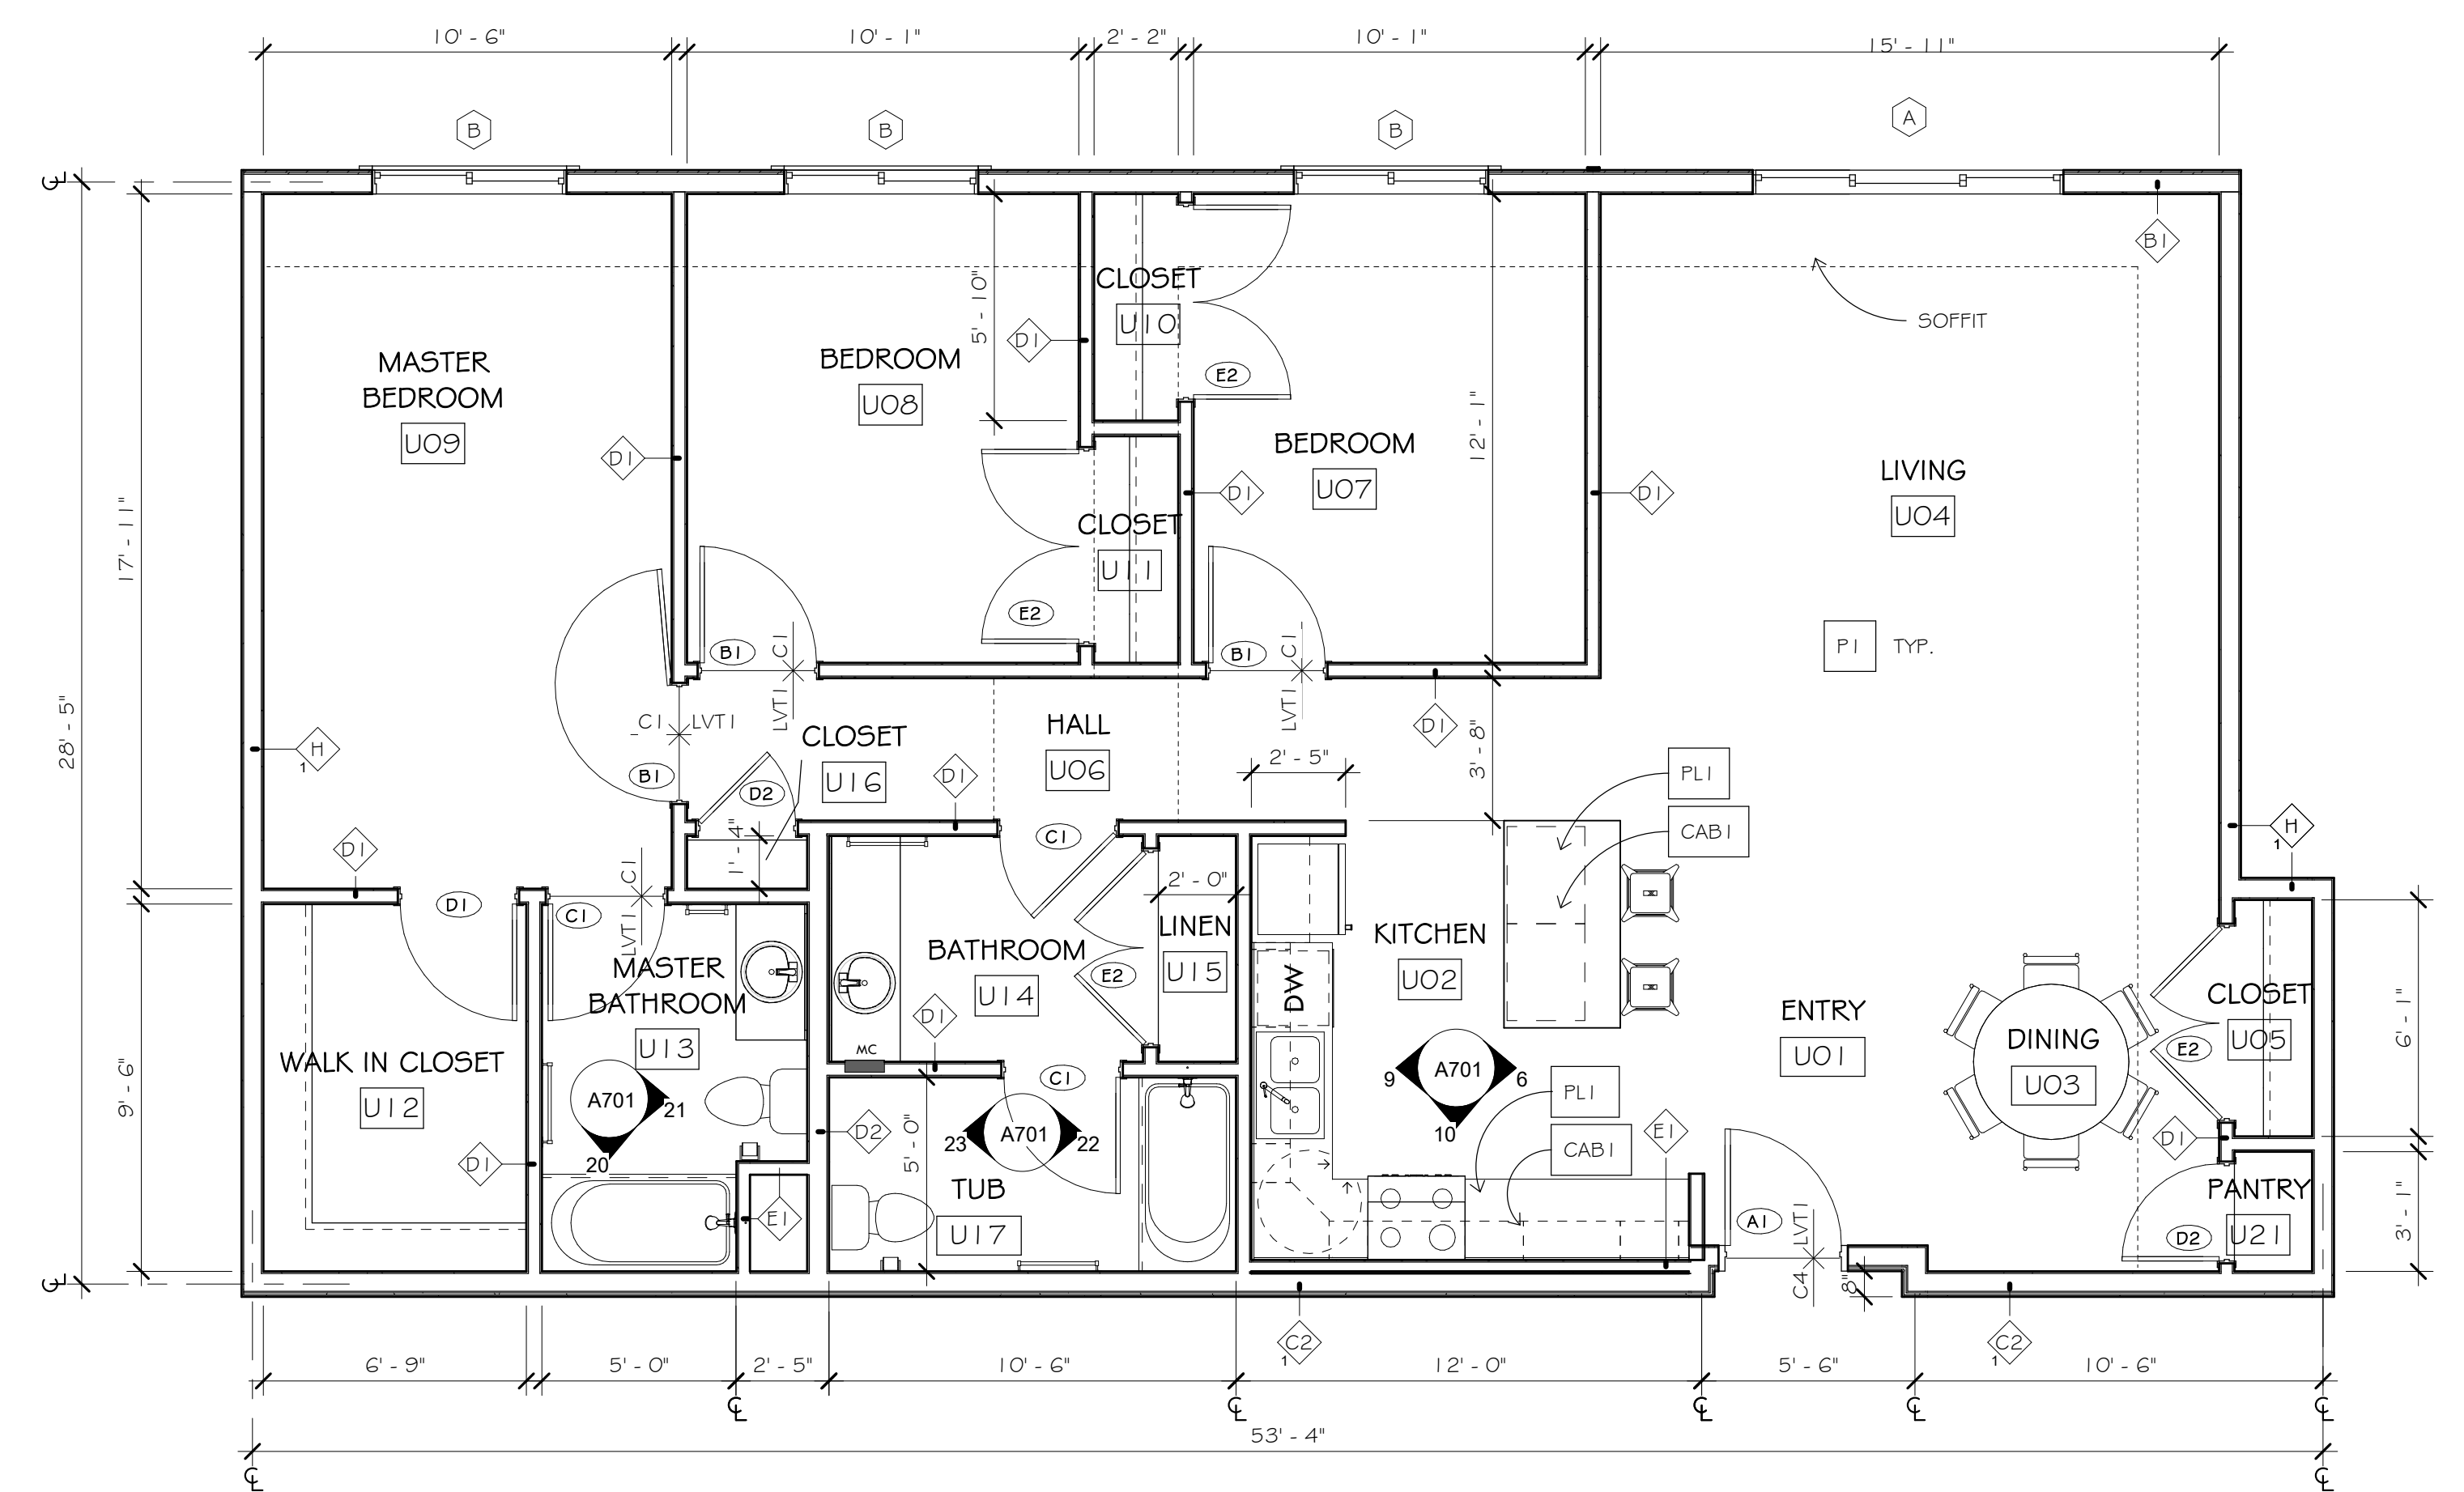 10' - 6"
10' - 1"
2' - 2"
10' - 1"
15' - 11"
B
B
B
A
B1
SOFFIT
5' - 10"
CLOSET
U10
D1
E2
MASTER
BEDROOM
U09
BEDROOM
U08
D1
BEDROOM
U07
D1
12' - 1"
D1
LIVING
U04
CLOSET
U11
E2
17' - 11"
28' - 5"
P1
TYP.
B1
C1
LVT1
B1
C1
LVT1
C1
LVT1
B1
H
1
CLOSET
U16
D2
D1
HALL
U06
D1
3' - 8"
2' - 5"
PL1
CAB1
H
1
1' - 4"
D1
D1
C1
C1
LVT1
C1
2' - 0"
LINEN
U15
E2
BATHROOM
U14
D1
MC
MASTER
BATHROOM
U13
A701
21
20
WALK IN CLOSET
U12
D1
9' - 6"
E1
D2
5' - 0"
C1
23
A701
22
TUB
U17
DW
KITCHEN
U02
9
A701
6
10
PL1
CAB1
E1
ENTRY
U01
DINING
U03
CLOSET
U05
E2
D1
6' - 1"
PANTRY
U21
D2
3' - 1"
A1
LVT1
C4
8"
C2
1
C2
1
6' - 9"
5' - 0"
2' - 5"
10' - 6"
12' - 0"
5' - 6"
10' - 6"
53' - 4"